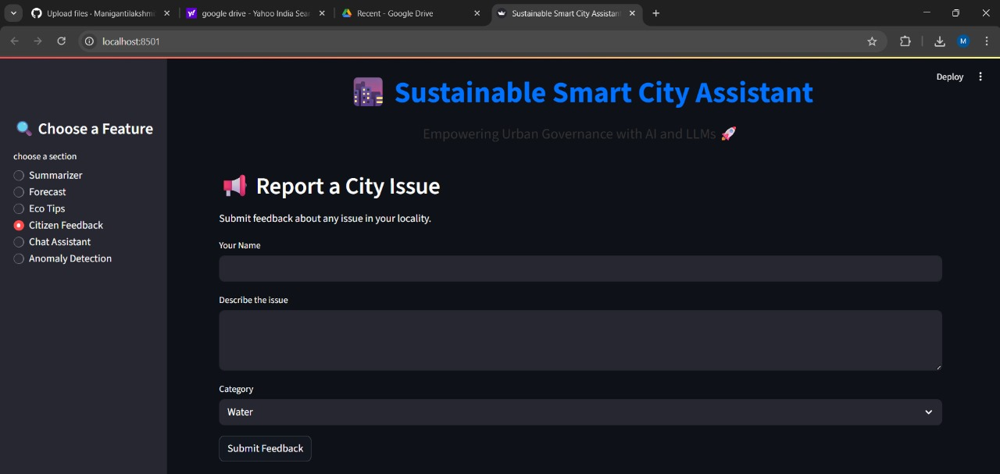 Upload files · Manigantilakshm
google drive - Yahoo India Sear
Recent - Google Drive
Sustainable Smart City Assistant
localhost:8501
M
Deploy
Sustainable Smart City Assistant
Empowering Urban Governance with AI and LLMs
Choose a Feature
choose a section
Summarizer
Forecast
Eco Tips
Citizen Feedback
Chat Assistant
Anomaly Detection
Report a City Issue
Submit feedback about any issue in your locality.
Your Name
Describe the issue
Category
Water
Submit Feedback